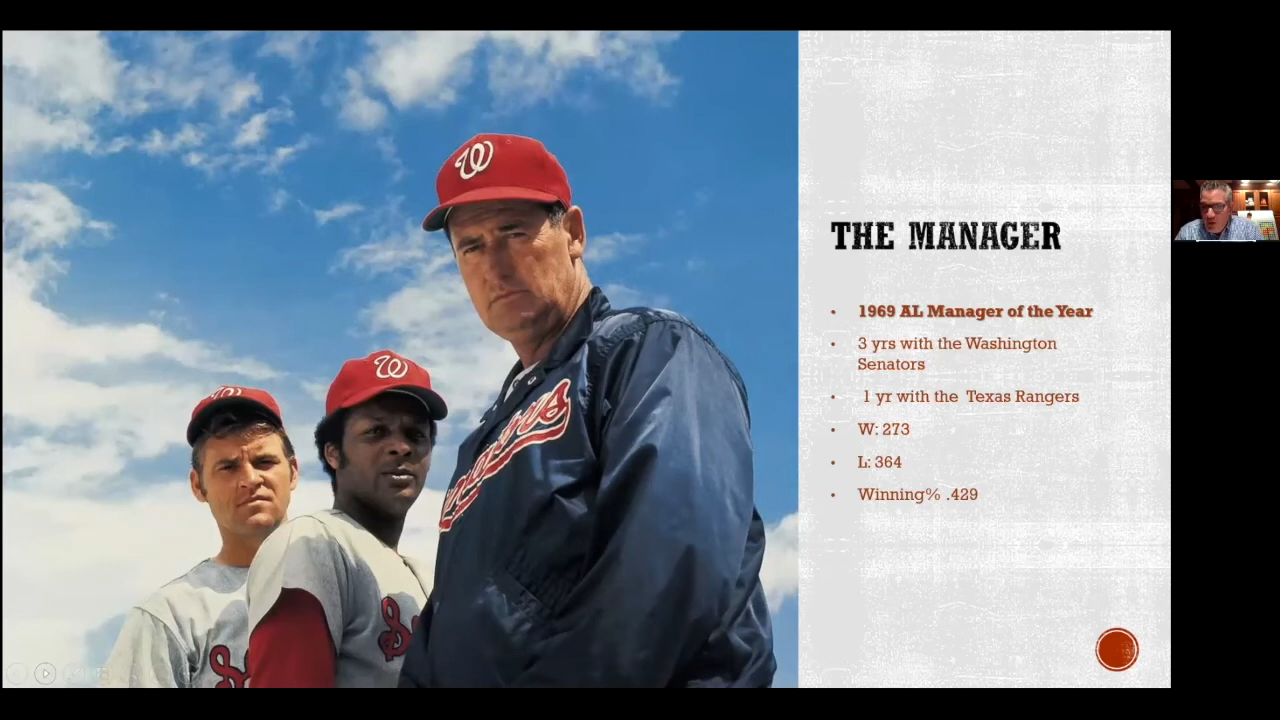 W
W
W
Senators
S
S
THE MANAGER
• 1969 AL Manager of the Year
• 3 yrs with the Washington
Senators
• 1 yr with the Texas Rangers
• W: 273
• L: 364
• Winning% .429